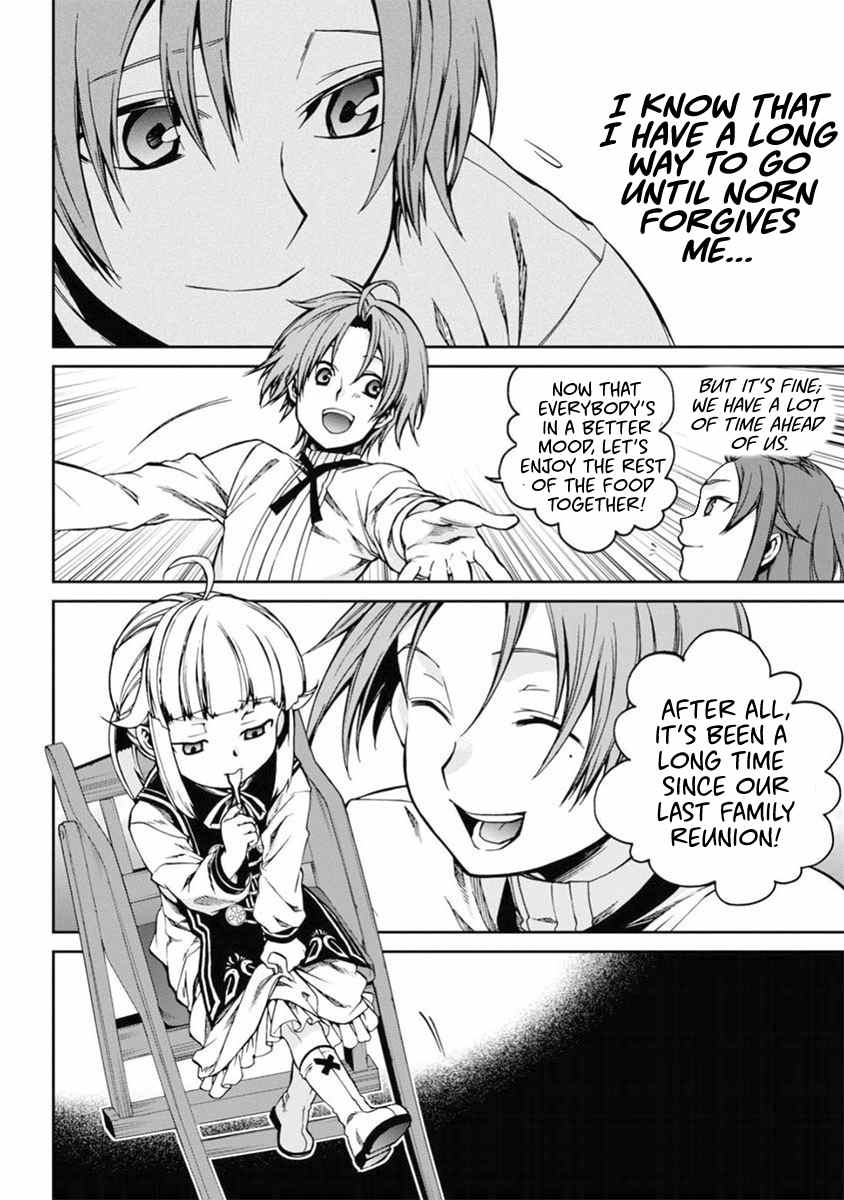 I KNOW THAT
I HAVE A LONG
WAY TO GO
UNTIL NORN
FORGIVES
ME...
BUT IT'S FINE;
WE HAVE A LOT
OF TIME AHEAD
OF US.
NOW THAT
EVERYBODY'S
IN A BETTER
MOOD, LET'S
ENJOY THE REST
OF THE FOOD
TOGETHER!
AFTER ALL,
IT'S BEEN A
LONG TIME
SINCE OUR
LAST FAMILY
REUNION!